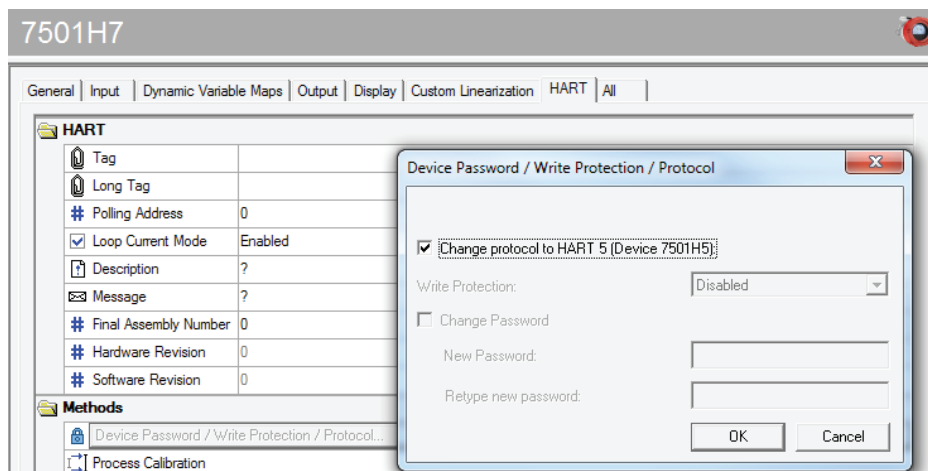 7501H7
General Input Dynamic Variable Maps Output Display Custom Linearization HART All
HART
Tag
Long Tag
Polling Address 0
Loop Current Mode Enabled
Description ?
Message ?
Final Assembly Number 0
Hardware Revision 0
Software Revision 0
Methods
Device Password / Write Protection / Protocol...
Process Calibration
Device Password / Write Protection / Protocol
Change protocol to HART 5 (Device 7501H5);
Write Protection: Disabled
Change Password
New Password:
Retype new password:
OK Cancel